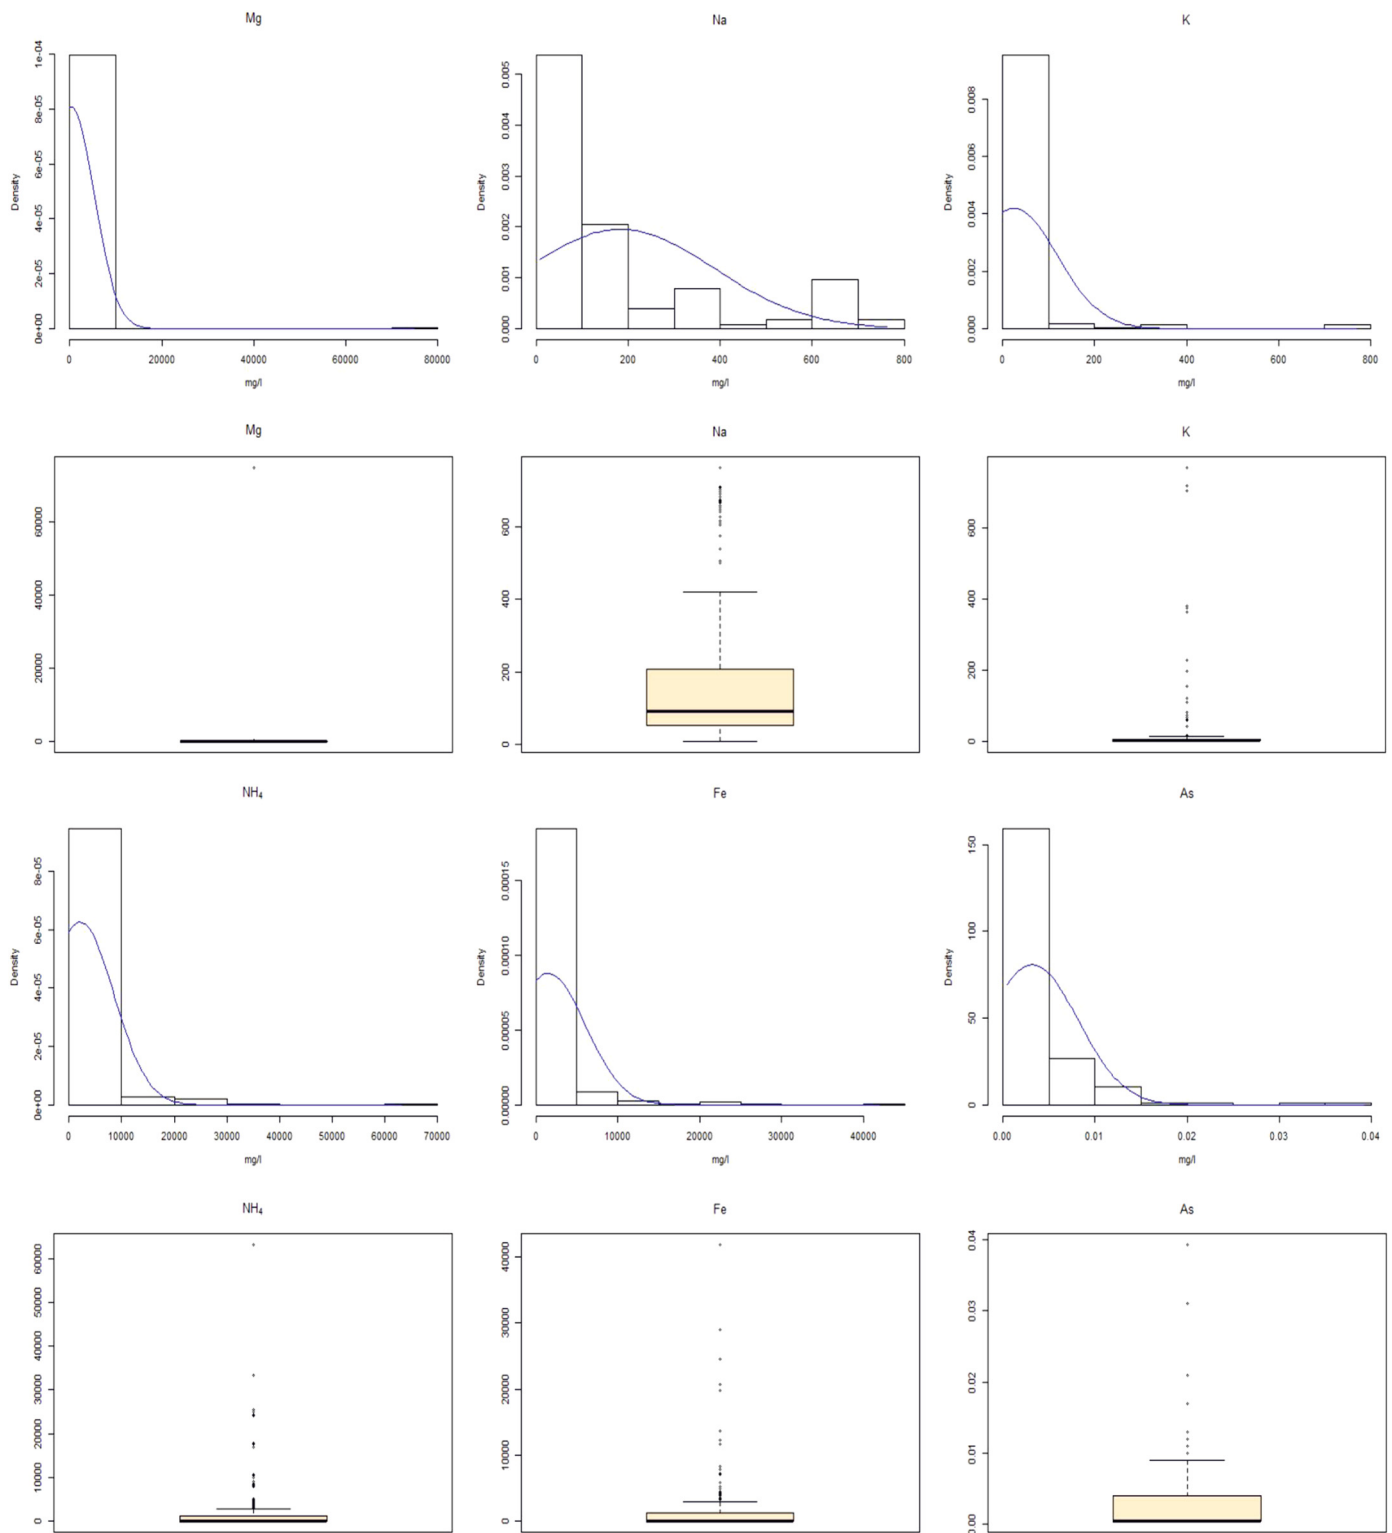 Mg
Na
K
Density
0e+00 2e-05 4e-05 6e-05 8e-05 1e-04
0 20000 40000 60000 80000
mg/l
Density
0.000 0.001 0.002 0.003 0.004 0.005
0 200 400 600 800
mg/l
Density
0.000 0.002 0.004 0.006 0.008
0 200 400 600 800
mg/l
Mg
Na
K
0 20000 40000 60000
0 200 400 600
0 200 400 600
NH₄
Fe
As
Density
0e+00 2e-05 4e-05 6e-05 8e-05
0 10000 20000 30000 40000 50000 60000 70000
mg/l
Density
0.00000 0.00005 0.00010 0.00015
0 10000 20000 30000 40000
mg/l
Density
0 50 100 150
0.00 0.01 0.02 0.03 0.04
mg/l
NH₄
Fe
As
0 10000 20000 30000 40000 50000 60000
0 10000 20000 30000 40000
0.00 0.01 0.02 0.03 0.04